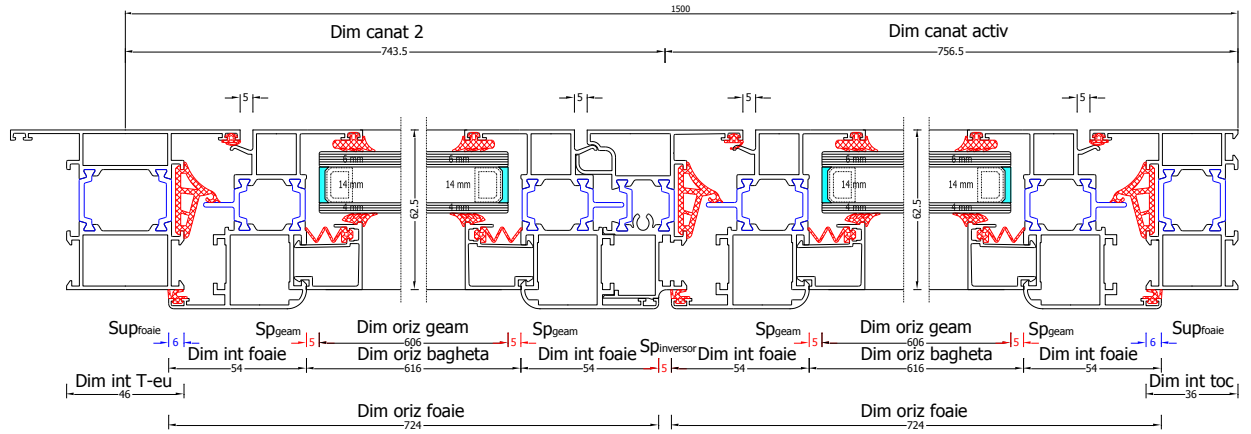 1500
Dim canat 2
Dim canat activ
743.5
756.5
5
5
5
5
6 mm
6 mm
6 mm
6 mm
14 mm
14 mm
14 mm
14 mm
4 mm
4 mm
4 mm
4 mm
62.5
62.5
Supfoaie
Spgeam
Dim oriz geam
Spgeam
Spinversor
Spgeam
Dim oriz geam
Spgeam
Supfoaie
6
5
606
5
5
606
5
6
Dim int foaie
Dim oriz bagheta
Dim int foaie
Dim int foaie
Dim oriz bagheta
Dim int foaie
54
616
54
5
54
616
54
Dim int T-eu
Dim int toc
46
36
Dim oriz foaie
Dim oriz foaie
724
724